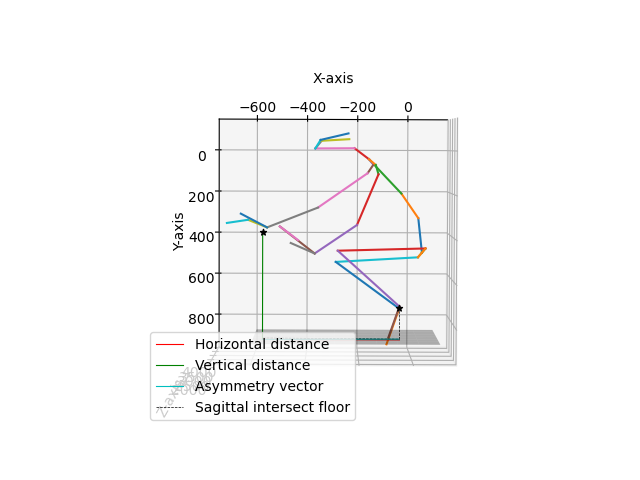 X-axis
−600 −400 −200 0
0
200
400
600
800
Y-axis
Z-axis
Horizontal distance
Vertical distance
Asymmetry vector
Sagittal intersect floor